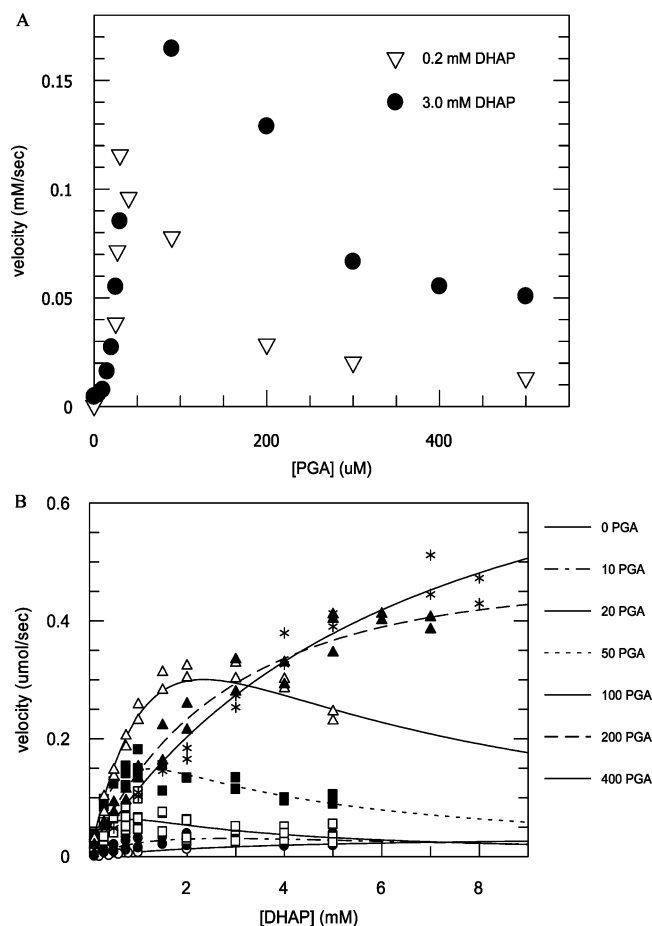 A
0.2 mM DHAP
3.0 mM DHAP
0.15
0.1
0.05
0
velocity (mM/sec)
0
200
400
[PGA] (uM)
B
0.6
0.4
0.2
0
velocity (umol/sec)
2
4
6
8
[DHAP] (mM)
0 PGA
10 PGA
20 PGA
50 PGA
100 PGA
200 PGA
400 PGA